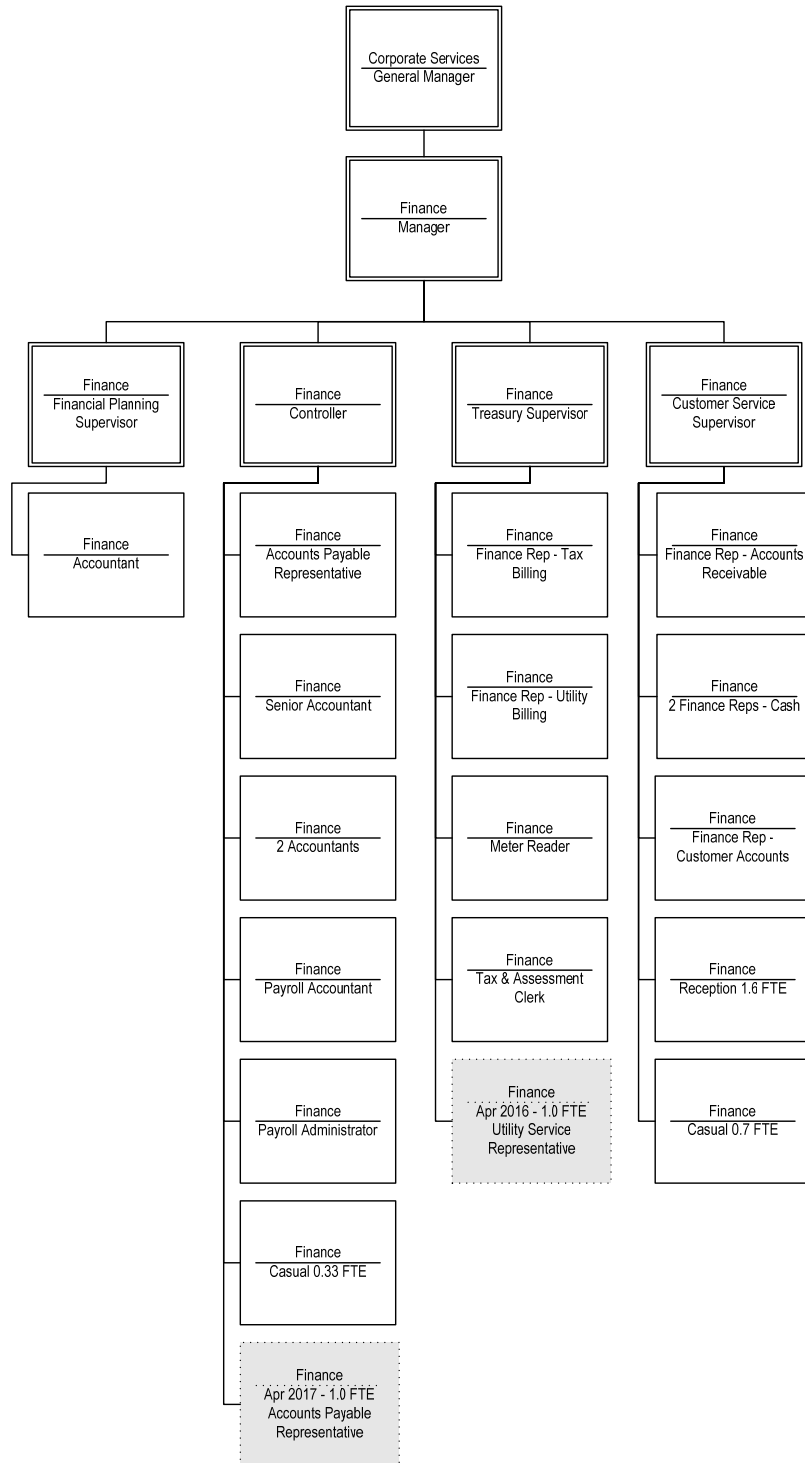 Corporate Services
General Manager
Finance
Manager
Finance
Financial Planning
Supervisor
Finance
Accountant
Finance
Controller
Finance
Accounts Payable
Representative
Finance
Senior Accountant
Finance
2 Accountants
Finance
Payroll Accountant
Finance
Payroll Administrator
Finance
Casual 0.33 FTE
Finance
Apr 2017 - 1.0 FTE
Accounts Payable
Representative
Finance
Treasury Supervisor
Finance
Finance Rep - Tax
Billing
Finance
Finance Rep - Utility
Billing
Finance
Meter Reader
Finance
Tax & Assessment
Clerk
Finance
Apr 2016 - 1.0 FTE
Utility Service
Representative
Finance
Customer Service
Supervisor
Finance
Finance Rep - Accounts
Receivable
Finance
2 Finance Reps - Cash
Finance
Finance Rep -
Customer Accounts
Finance
Reception 1.6 FTE
Finance
Casual 0.7 FTE